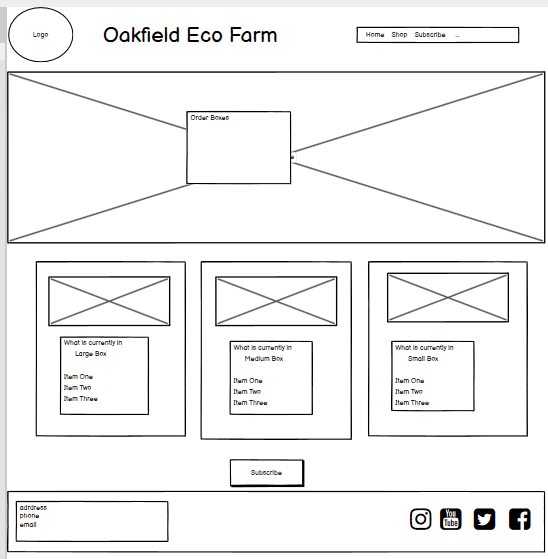 Logo
Oakfield Eco Farm
Home Shop Subscribe ...
Order Boxes
What is currently in
Large Box
Item One
Item Two
Item Three
What is currently in
Medium Box
Item One
Item Two
Item Three
What is currently in
Small Box
Item One
Item Two
Item Three
Subscribe
adrdress
phone
email
You
Tube